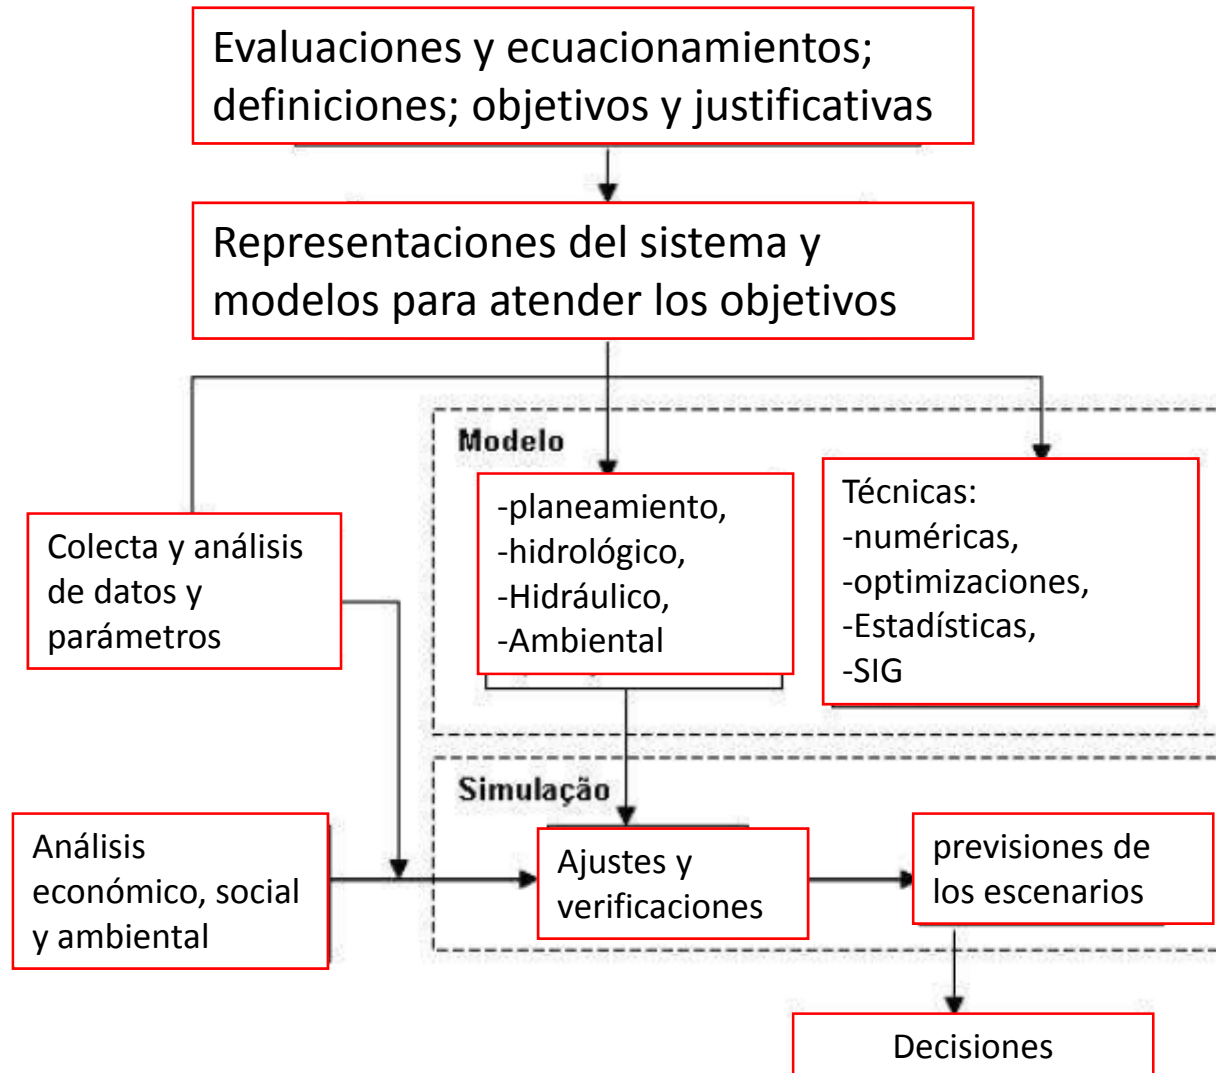 Evaluaciones y ecuacionamientos;
definiciones; objetivos y justificativas
Representaciones del sistema y
modelos para atender los objetivos
Modelo
-planeamiento,
-hidrológico,
-Hidráulico,
-Ambiental
Técnicas:
-numéricas,
-optimizaciones,
-Estadísticas,
-SIG
Colecta y análisis
de datos y
parámetros
Simulação
Análisis
económico, social
y ambiental
Ajustes y
verificaciones
previsiones de
los escenarios
Decisiones